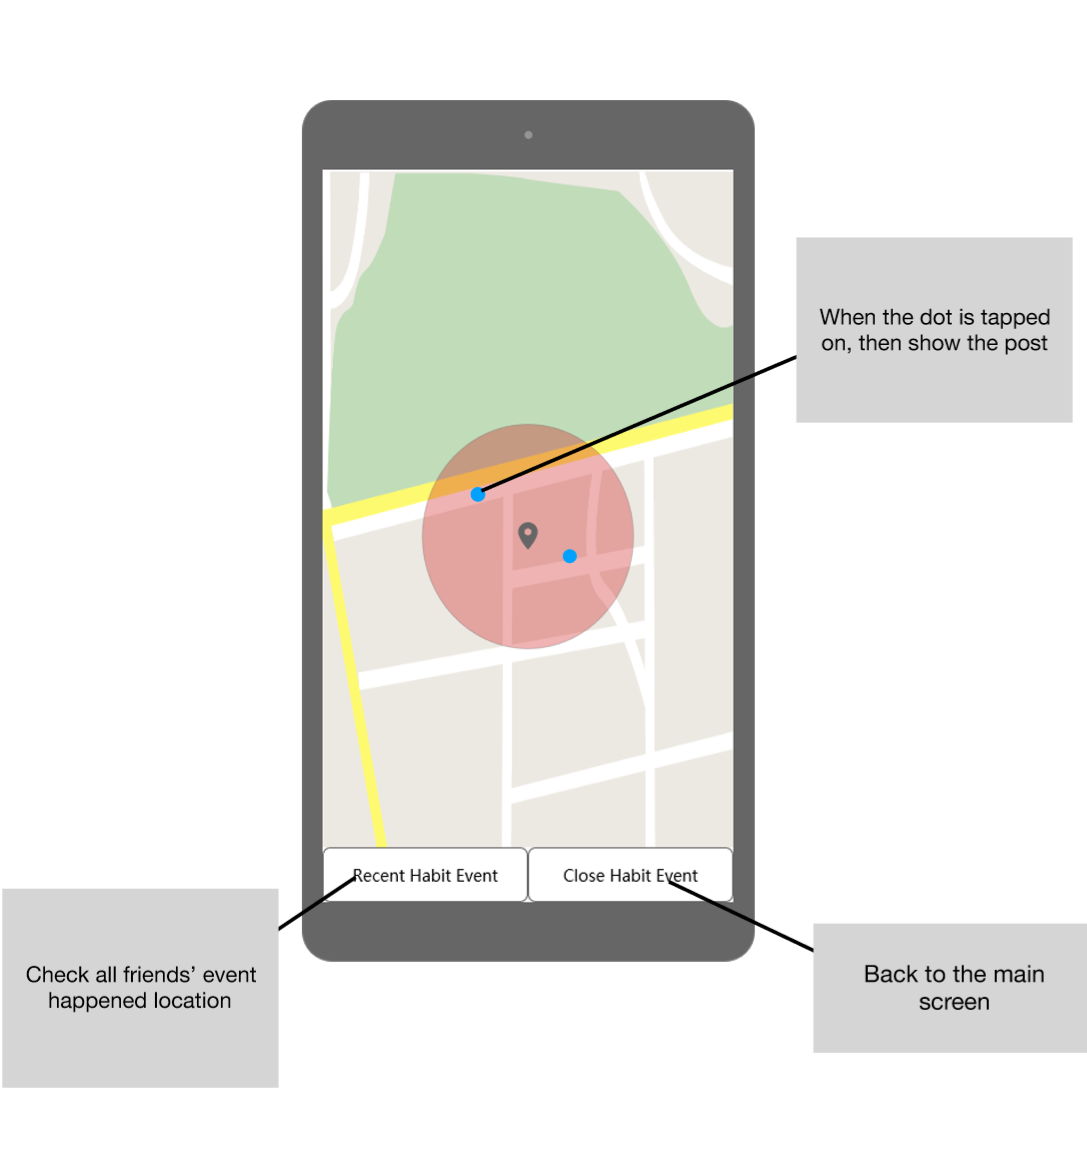 When the dot is tapped
on, then show the post
Recent Habit Event
Close Habit Event
Check all friends’ event
happened location
Back to the main
screen